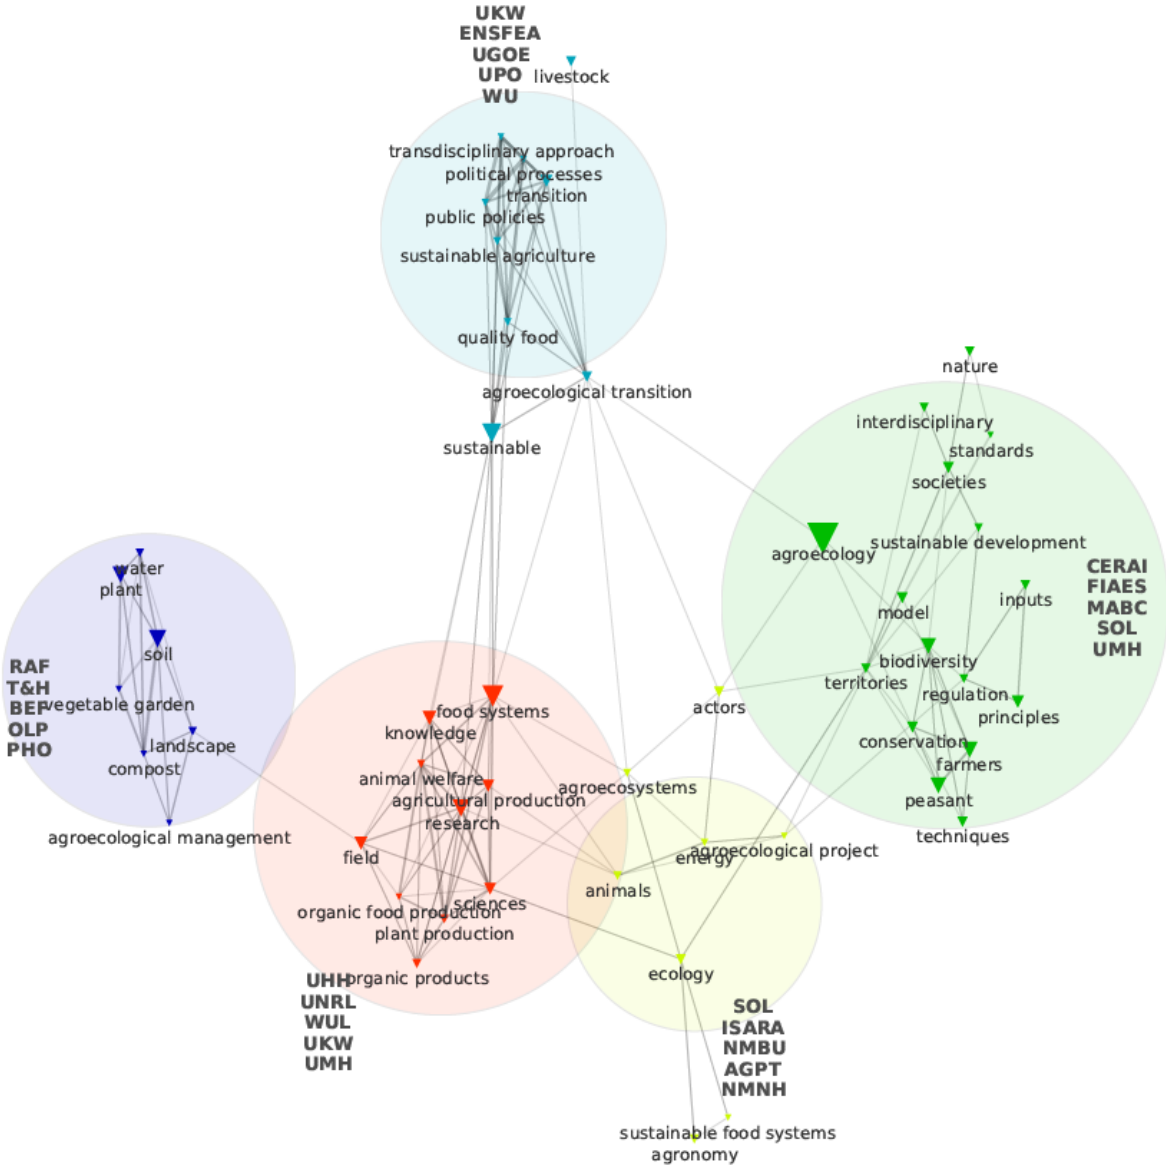 UKW
ENSFEA
UGOE
UPO
WU
livestock
transdisciplinary approach
political processes
transition
public policies
sustainable agriculture
quality food
agroecological transition
sustainable
nature
interdisciplinary
standards
societies
agroecology
sustainable development
model
inputs
biodiversity
territories
regulation
principles
conservation
farmers
peasant
techniques
CERAI
FIAES
MABC
SOL
UMH
water
plant
soil
vegetable garden
landscape
compost
agroecological management
RAF
T&H
BEF
OLP
PHO
food systems
knowledge
animal welfare
agricultural production
research
field
sciences
organic food production
plant production
organic products
UHH
UNRL
WUL
UKW
UMH
actors
agroecosystems
energy
agroecological project
animals
ecology
SOL
ISARA
NMBU
AGPT
NMNH
sustainable food systems
agronomy